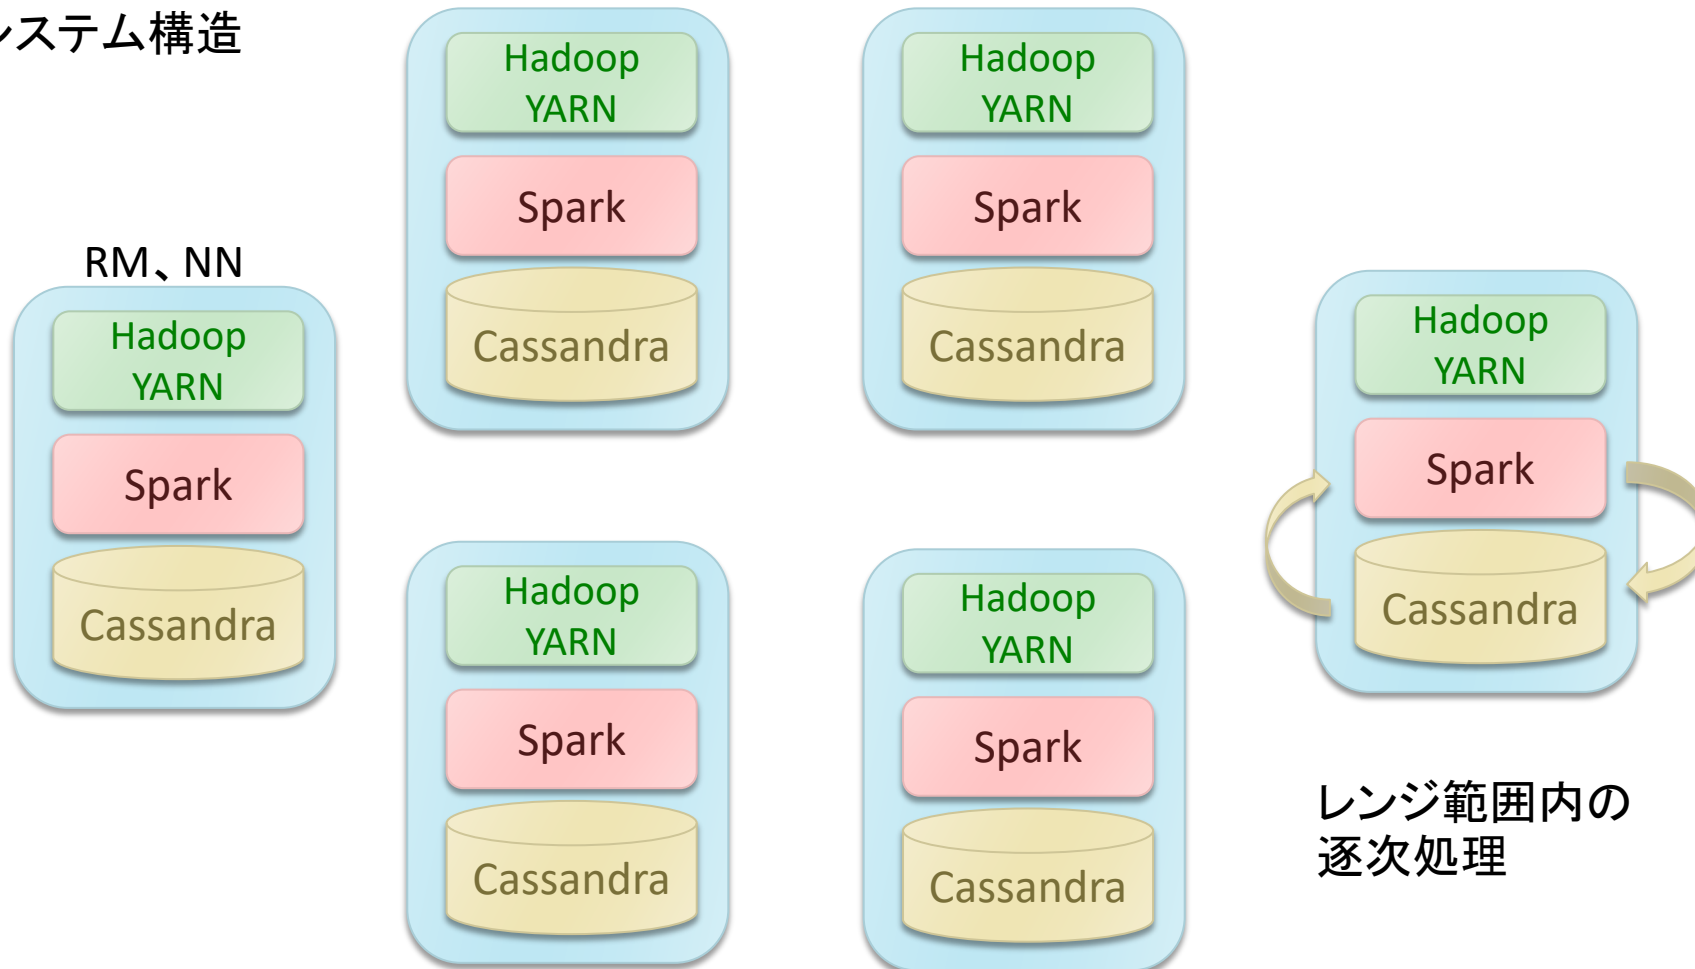 システム構造
Hadoop
YARN
Spark
Cassandra
Hadoop
YARN
Spark
Cassandra
RM、NN
Hadoop
YARN
Spark
Cassandra
Hadoop
YARN
Spark
Cassandra
Hadoop
YARN
Spark
Cassandra
Hadoop
YARN
Spark
Cassandra
レンジ範囲内の
逐次処理